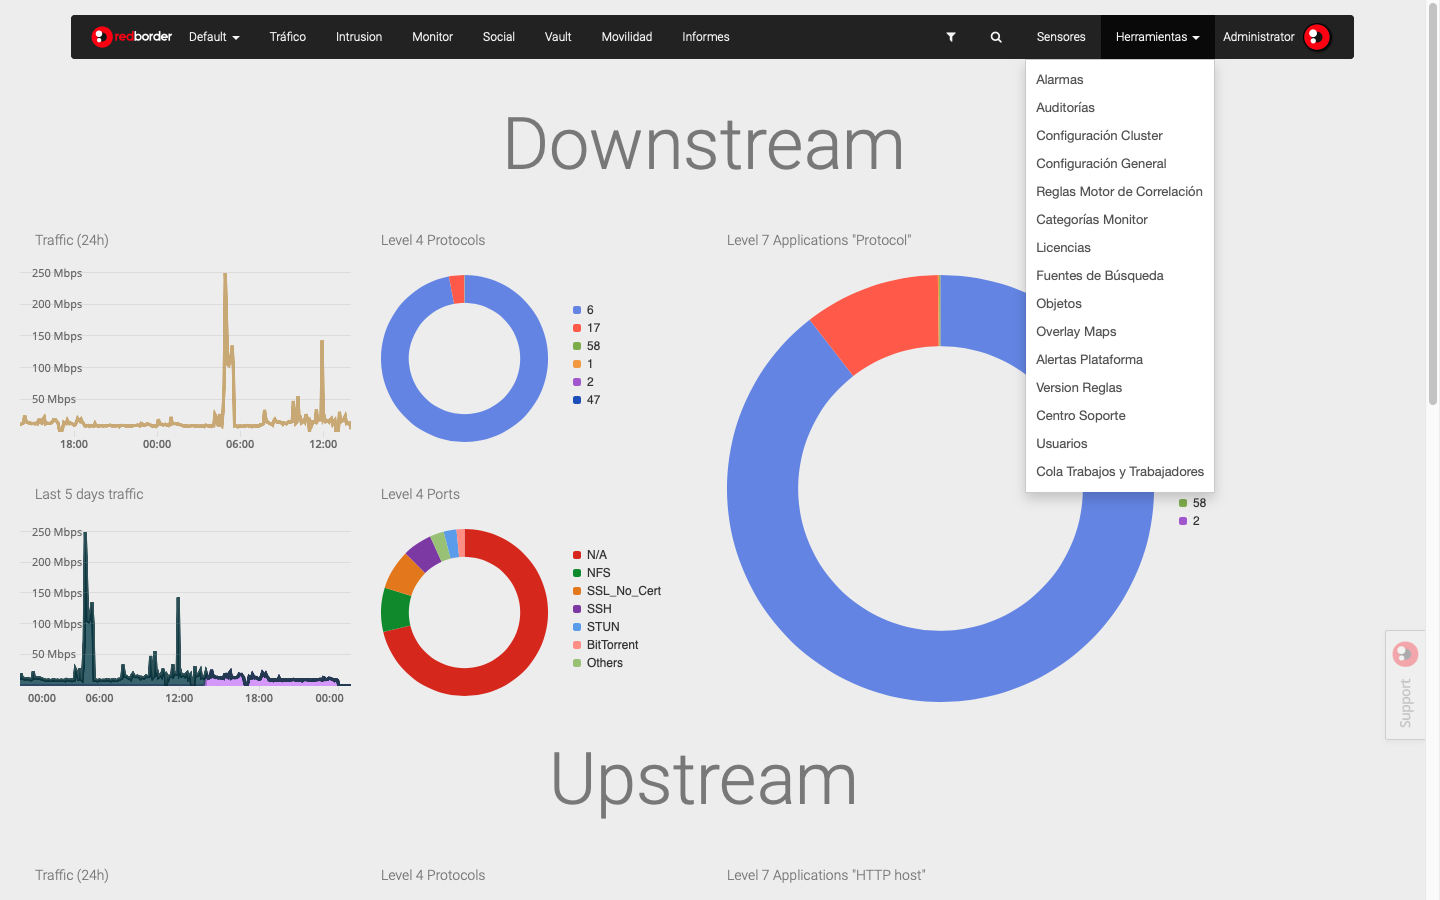 redborder Default Tráfico Intrusion Monitor Social Vault Movilidad Informes Sensores Herramientas Administrator
Alarmas
Auditorías
Configuración Cluster
Configuración General
Reglas Motor de Correlación
Categorías Monitor
Licencias
Fuentes de Búsqueda
Objetos
Overlay Maps
Alertas Plataforma
Version Reglas
Centro Soporte
Usuarios
Cola Trabajos y Trabajadores
Downstream
Traffic (24h)
250 Mbps
200 Mbps
150 Mbps
100 Mbps
50 Mbps
18:00 00:00 06:00 12:00
Level 4 Protocols
6
17
58
1
2
47
Level 7 Applications "Protocol"
58
2
Last 5 days traffic
250 Mbps
200 Mbps
150 Mbps
100 Mbps
50 Mbps
00:00 06:00 12:00 18:00 00:00
Level 4 Ports
N/A
NFS
SSL_No_Cert
SSH
STUN
BitTorrent
Others
Support
Upstream
Traffic (24h)
Level 4 Protocols
Level 7 Applications "HTTP host"